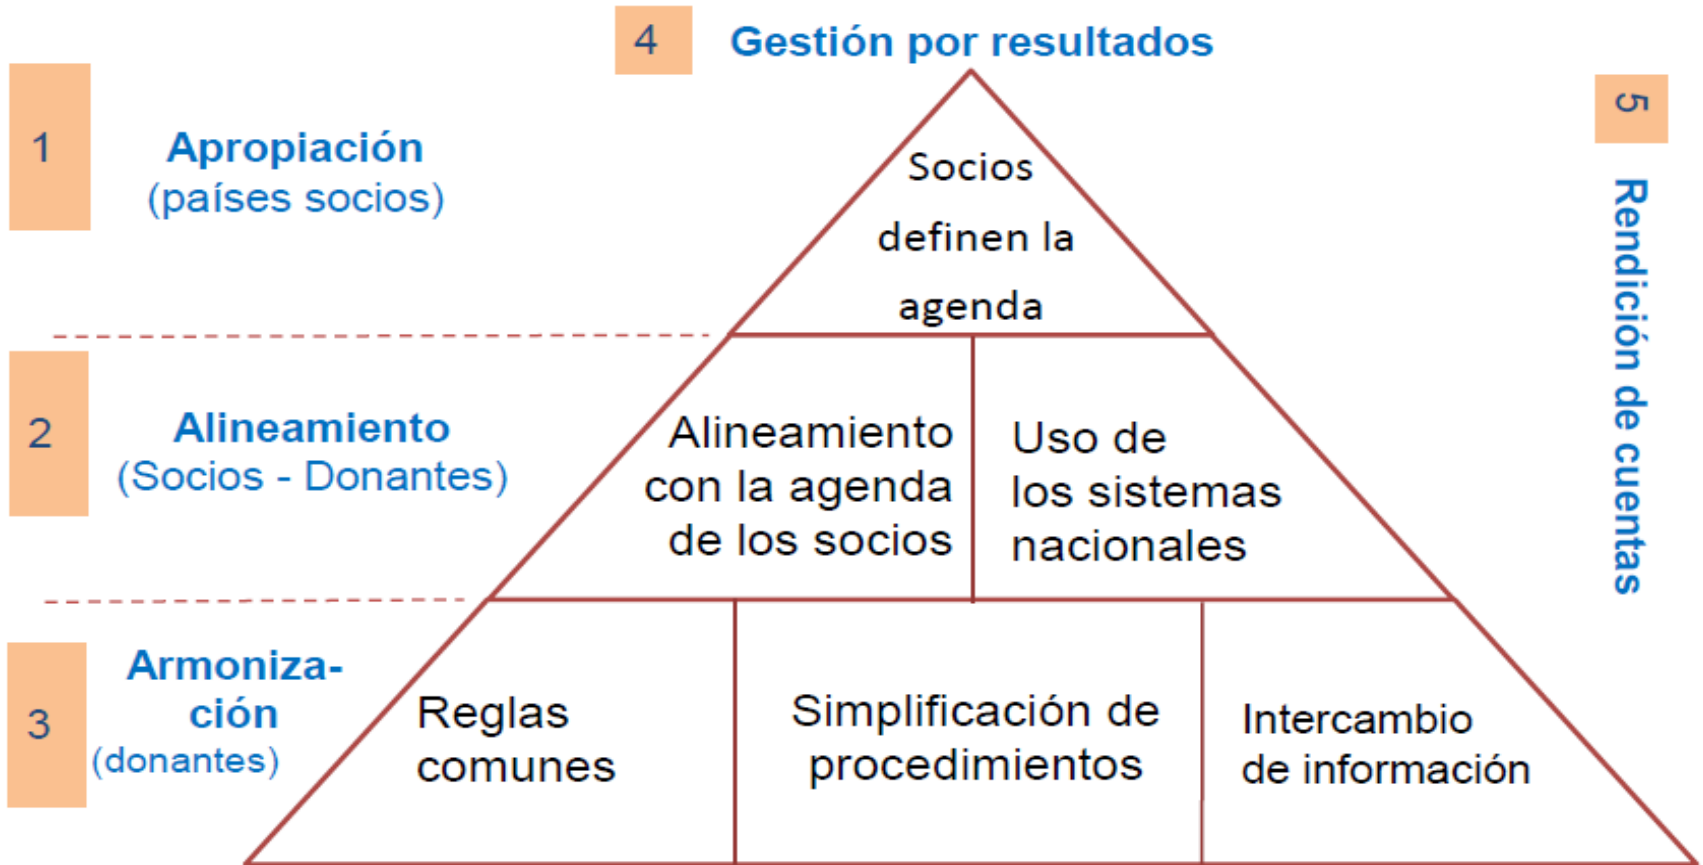 4 Gestión por resultados
1
Apropiación
(países socios)
Socios
definen la
agenda
2
Alineamiento
(Socios - Donantes)
Alineamiento
con la agenda
de los socios
Uso de
los sistemas
nacionales
3
Armoniza-
ción
(donantes)
Reglas
comunes
Simplificación de
procedimientos
Intercambio
de información
5 Rendición de cuentas